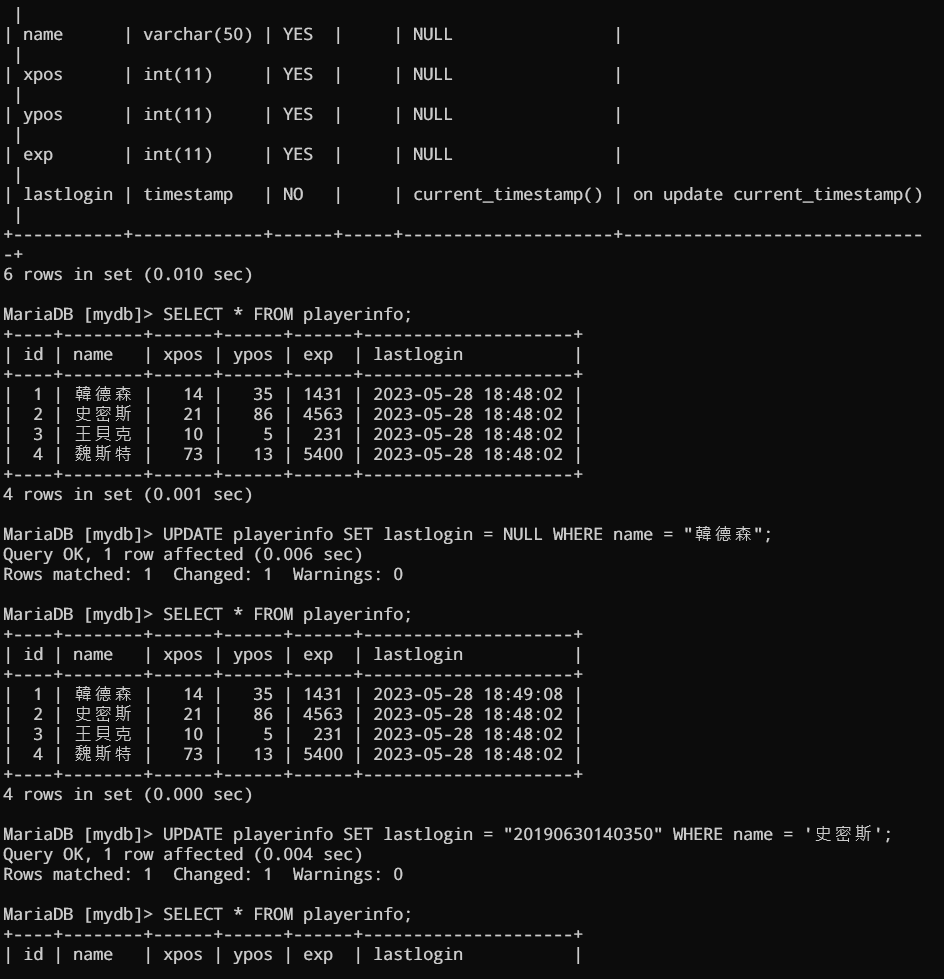 |
| name      | varchar(50) | YES  |     | NULL                |
 |
| xpos      | int(11)     | YES  |     | NULL                |
 |
| ypos      | int(11)     | YES  |     | NULL                |
 |
| exp       | int(11)     | YES  |     | NULL                |
 |
| lastlogin | timestamp   | NO   |     | current_timestamp() | on update current_timestamp()
 |
+-----------+-------------+------+-----+---------------------+------------------------------
-+
6 rows in set (0.010 sec)

MariaDB [mydb]> SELECT * FROM playerinfo;
+----+--------+------+------+------+---------------------+
| id | name   | xpos | ypos | exp  | lastlogin           |
+----+--------+------+------+------+---------------------+
|  1 | 韓德森 |   14 |   35 | 1431 | 2023-05-28 18:48:02 |
|  2 | 史密斯 |   21 |   86 | 4563 | 2023-05-28 18:48:02 |
|  3 | 王貝克 |   10 |    5 |  231 | 2023-05-28 18:48:02 |
|  4 | 魏斯特 |   73 |   13 | 5400 | 2023-05-28 18:48:02 |
+----+--------+------+------+------+---------------------+
4 rows in set (0.001 sec)

MariaDB [mydb]> UPDATE playerinfo SET lastlogin = NULL WHERE name = "韓德森";
Query OK, 1 row affected (0.006 sec)
Rows matched: 1  Changed: 1  Warnings: 0

MariaDB [mydb]> SELECT * FROM playerinfo;
+----+--------+------+------+------+---------------------+
| id | name   | xpos | ypos | exp  | lastlogin           |
+----+--------+------+------+------+---------------------+
|  1 | 韓德森 |   14 |   35 | 1431 | 2023-05-28 18:49:08 |
|  2 | 史密斯 |   21 |   86 | 4563 | 2023-05-28 18:48:02 |
|  3 | 王貝克 |   10 |    5 |  231 | 2023-05-28 18:48:02 |
|  4 | 魏斯特 |   73 |   13 | 5400 | 2023-05-28 18:48:02 |
+----+--------+------+------+------+---------------------+
4 rows in set (0.000 sec)

MariaDB [mydb]> UPDATE playerinfo SET lastlogin = "20190630140350" WHERE name = '史密斯';
Query OK, 1 row affected (0.004 sec)
Rows matched: 1  Changed: 1  Warnings: 0

MariaDB [mydb]> SELECT * FROM playerinfo;
+----+--------+------+------+------+---------------------+
| id | name   | xpos | ypos | exp  | lastlogin           |